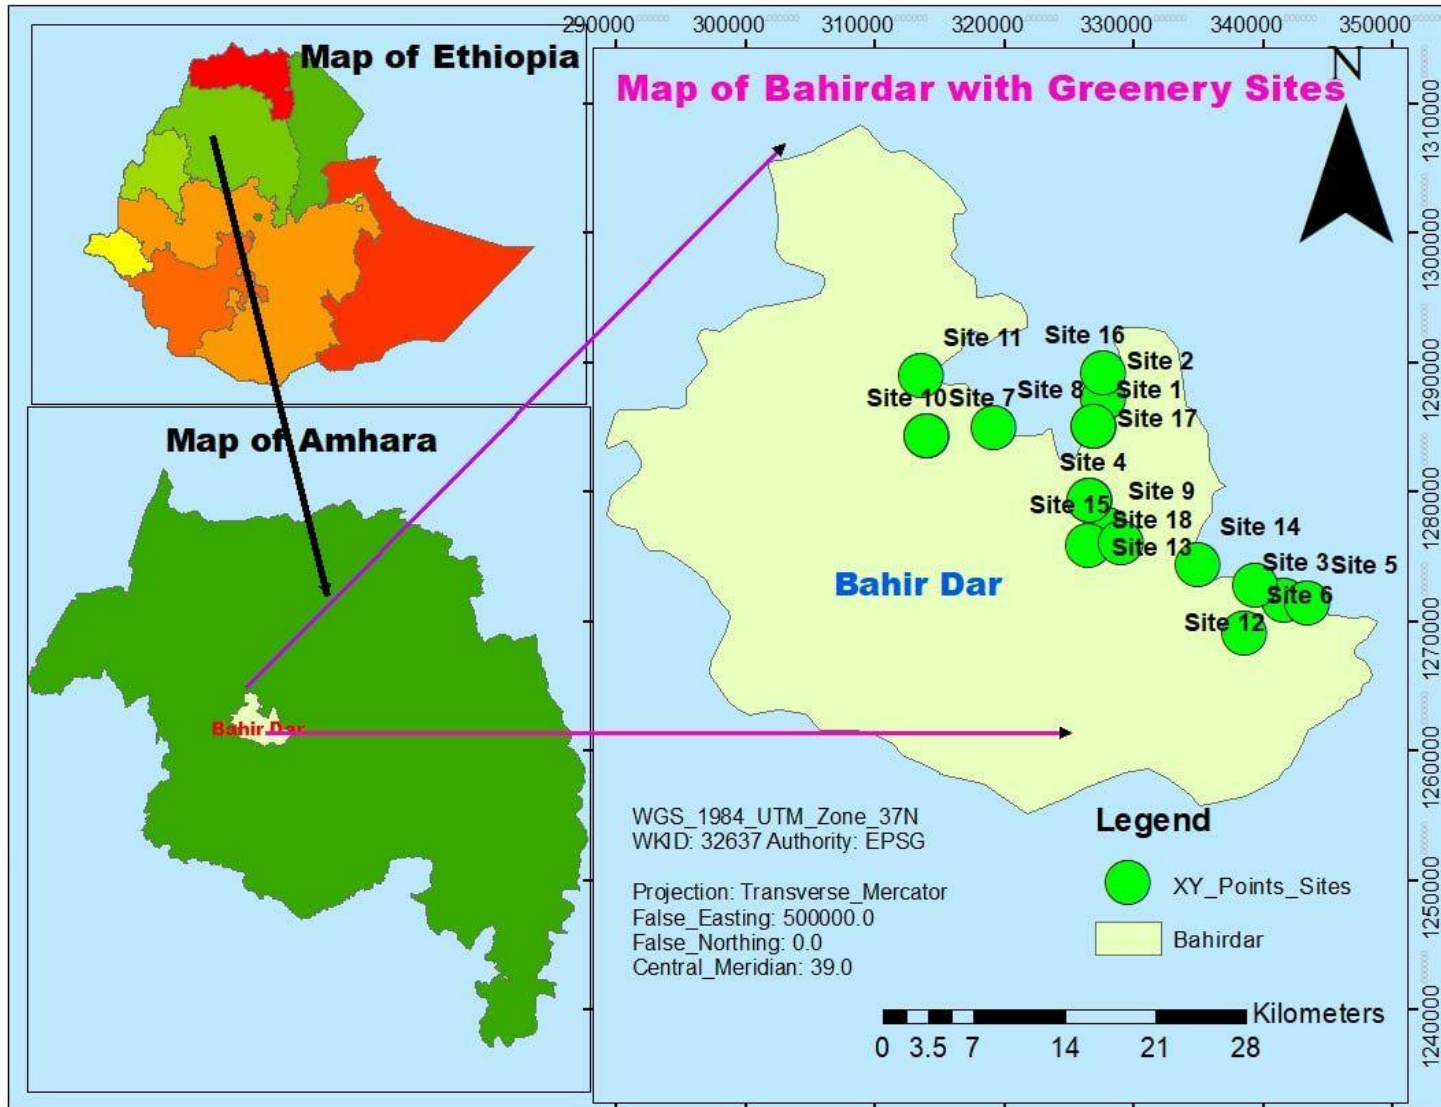 290000 300000 310000 320000 330000 340000 350000
Map of Ethiopia
N
Map of Bahirdar with Greenery Sites
1310000
1300000
1290000
1280000
1270000
1260000
1250000
1240000
Site 11
Site 16
Site 2
Site 10
Site 7
Site 8
Site 1
Site 17
Site 4
Site 9
Site 15
Site 18
Site 13
Site 14
Site 3
Site 5
Site 6
Site 12
Bahir Dar
Map of Amhara
Bahir Dar
WGS_1984_UTM_Zone_37N
WKID: 32637 Authority: EPSG
Projection: Transverse_Mercator
False_Easting: 500000.0
False_Northing: 0.0
Central_Meridian: 39.0
Legend
XY_Points_Sites
Bahirdar
Kilometers
0 3.5 7 14 21 28